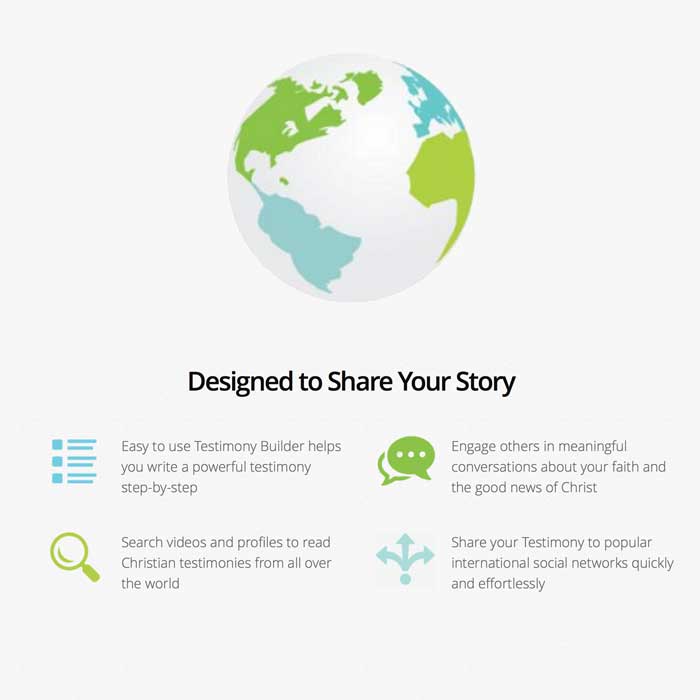 Designed to Share Your Story
Easy to use Testimony Builder helps
you write a powerful testimony
step-by-step
Engage others in meaningful
conversations about your faith and
the good news of Christ
Search videos and profiles to read
Christian testimonies from all over
the world
Share your Testimony to popular
international social networks quickly
and effortlessly